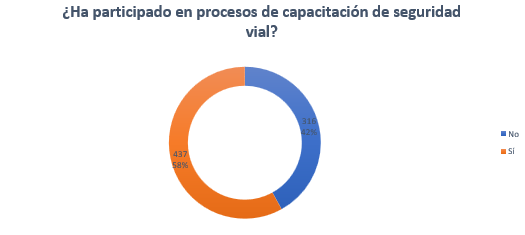 ¿Ha participado en procesos de capacitación de seguridad
vial?
316
42%
437
58%
No
Sí